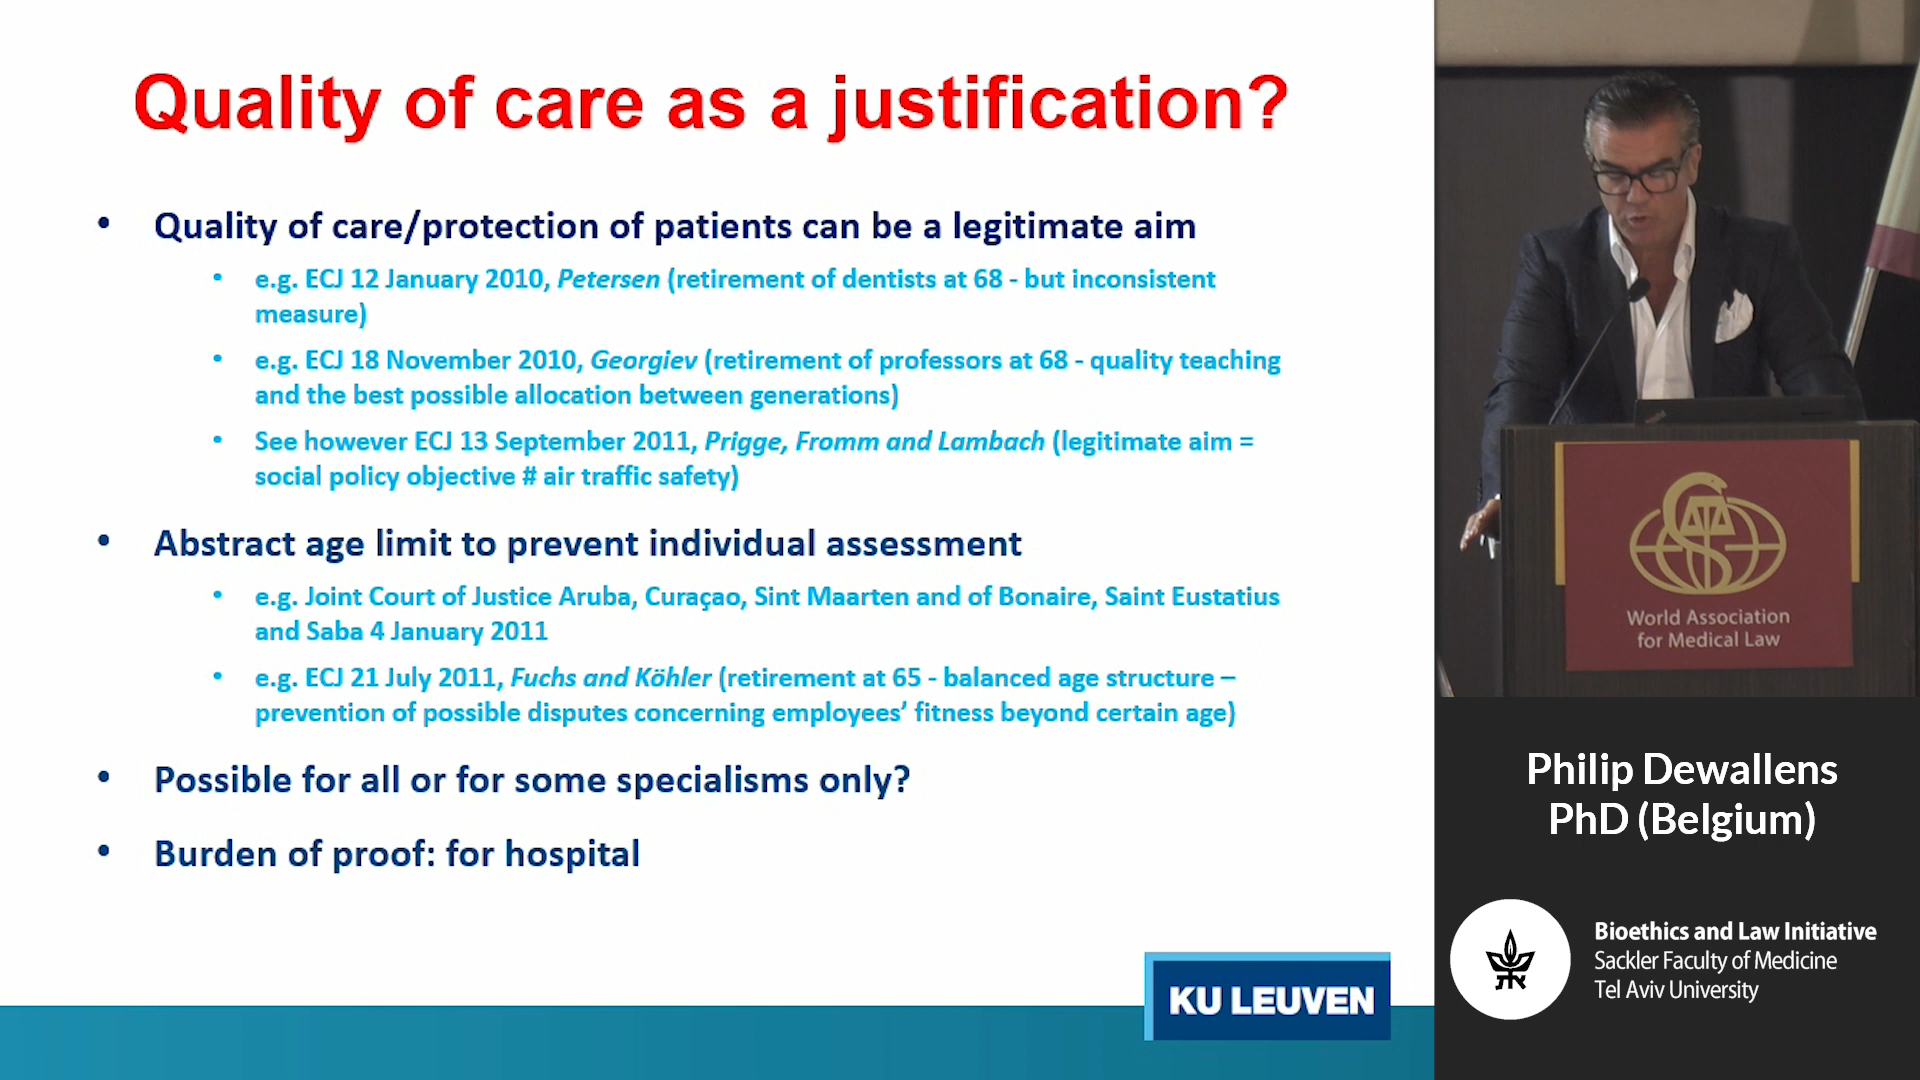 Quality of care as a justification?
• Quality of care/protection of patients can be a legitimate aim
• e.g. ECJ 12 January 2010, Petersen (retirement of dentists at 68 - but inconsistent
measure)
• e.g. ECJ 18 November 2010, Georgiev (retirement of professors at 68 - quality teaching
and the best possible allocation between generations)
• See however ECJ 13 September 2011, Prigge, Fromm and Lambach (legitimate aim =
social policy objective # air traffic safety)
• Abstract age limit to prevent individual assessment
• e.g. Joint Court of Justice Aruba, Curaçao, Sint Maarten and of Bonaire, Saint Eustatius
and Saba 4 January 2011
• e.g. ECJ 21 July 2011, Fuchs and Köhler (retirement at 65 - balanced age structure –
prevention of possible disputes concerning employees’ fitness beyond certain age)
• Possible for all or for some specialisms only?
• Burden of proof: for hospital
KU LEUVEN
World Association
for Medical Law
Philip Dewallens
PhD (Belgium)
Bioethics and Law Initiative
Sackler Faculty of Medicine
Tel Aviv University